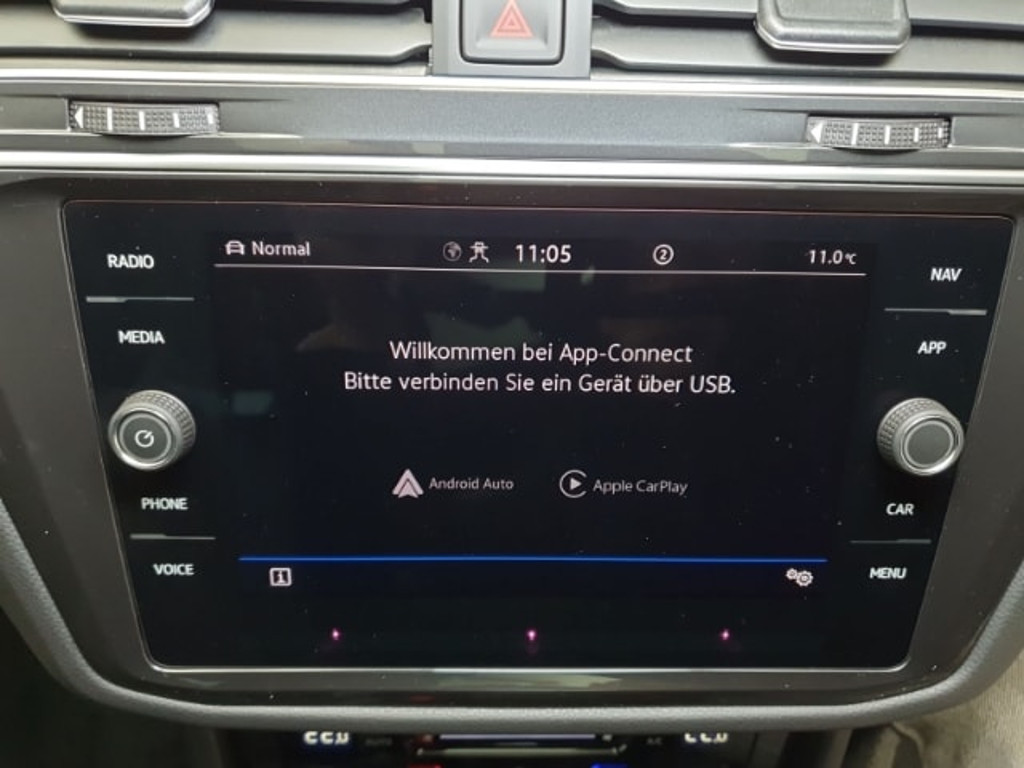 RADIO
MEDIA
PHONE
VOICE
Normal
11:05
2
11.0°C
Willkommen bei App-Connect
Bitte verbinden Sie ein Gerät über USB.
Android Auto
Apple CarPlay
i
NAV
APP
CAR
MENU